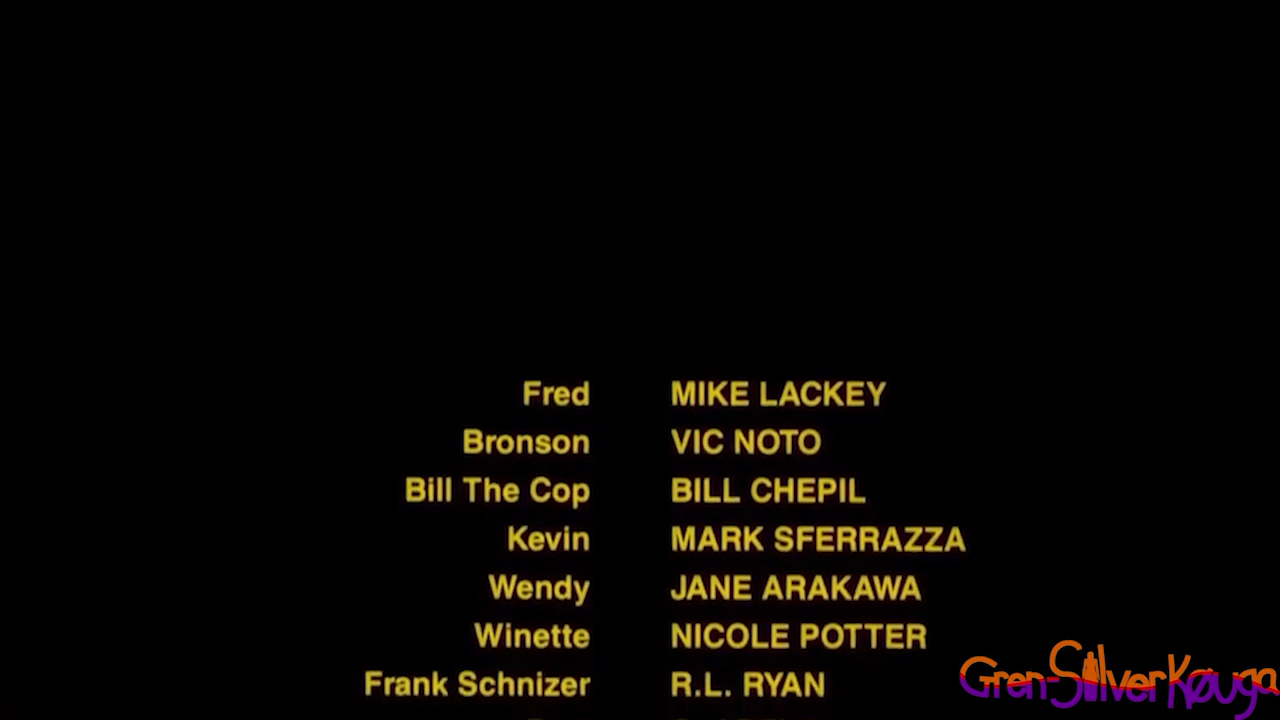 Fred MIKE LACKEY
Bronson VIC NOTO
Bill The Cop BILL CHEPIL
Kevin MARK SFERRAZZA
Wendy JANE ARAKAWA
Winette NICOLE POTTER
Frank Schnizer R.L. RYAN
Gren-SilverKouga